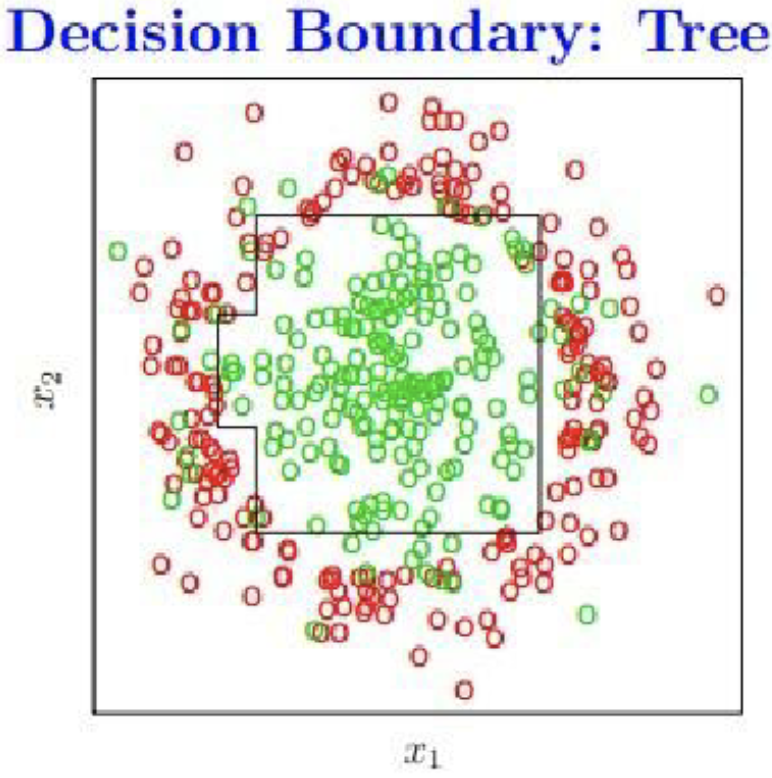 Decision Boundary: Tree
x₂
x₁